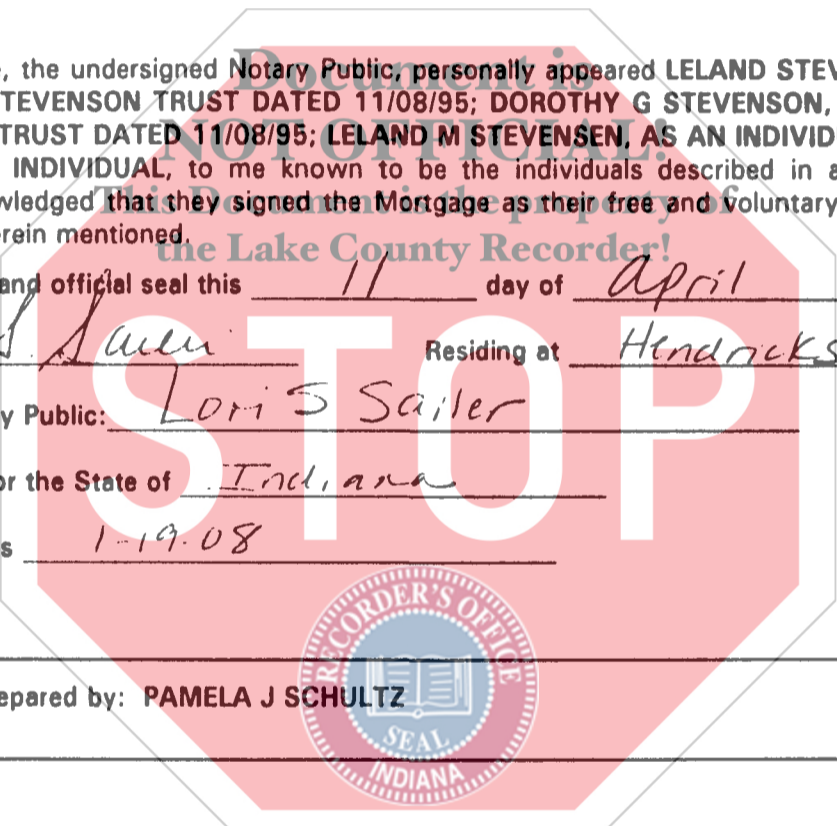 Document is
NOT OFFICIAL!
This Document is the property of
the Lake County Recorder!
, the undersigned Notary Public, personally appeared LELAND STEV
TEVENSON TRUST DATED 11/08/95; DOROTHY G STEVENSON,
TRUST DATED 11/08/95; LELAND M STEVENSEN, AS AN INDIVID
INDIVIDUAL, to me known to be the individuals described in a
wledged that they signed the Mortgage as their free and voluntary
rein mentioned.
and official seal this 11 day of April
S. Residing at Hendricks
y Public: Lori S Sailer
or the State of Indiana
s 1-19-08
STOP
epared by: PAMELA J SCHULTZ
RECORDER'S OFFICE
SEAL
INDIANA